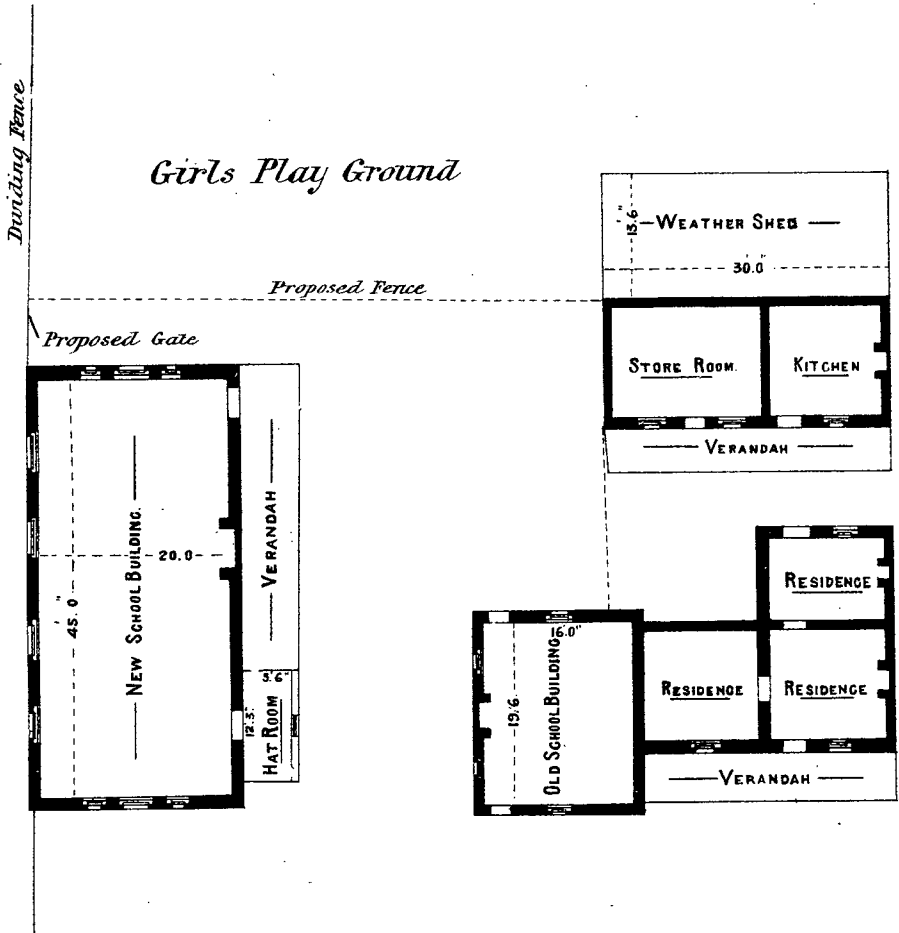 Dividing Fence
Girls Play Ground
WEATHER SHED
13.6"
30.0"
Proposed Fence
Proposed Gate
STORE ROOM.
KITCHEN
VERANDAH
NEW SCHOOL BUILDING.
45.0"
20.0
VERANDAH
HAT ROOM
12.3"
5'6"
OLD SCHOOL BUILDING
16.0"
19.6
RESIDENCE
RESIDENCE
RESIDENCE
VERANDAH